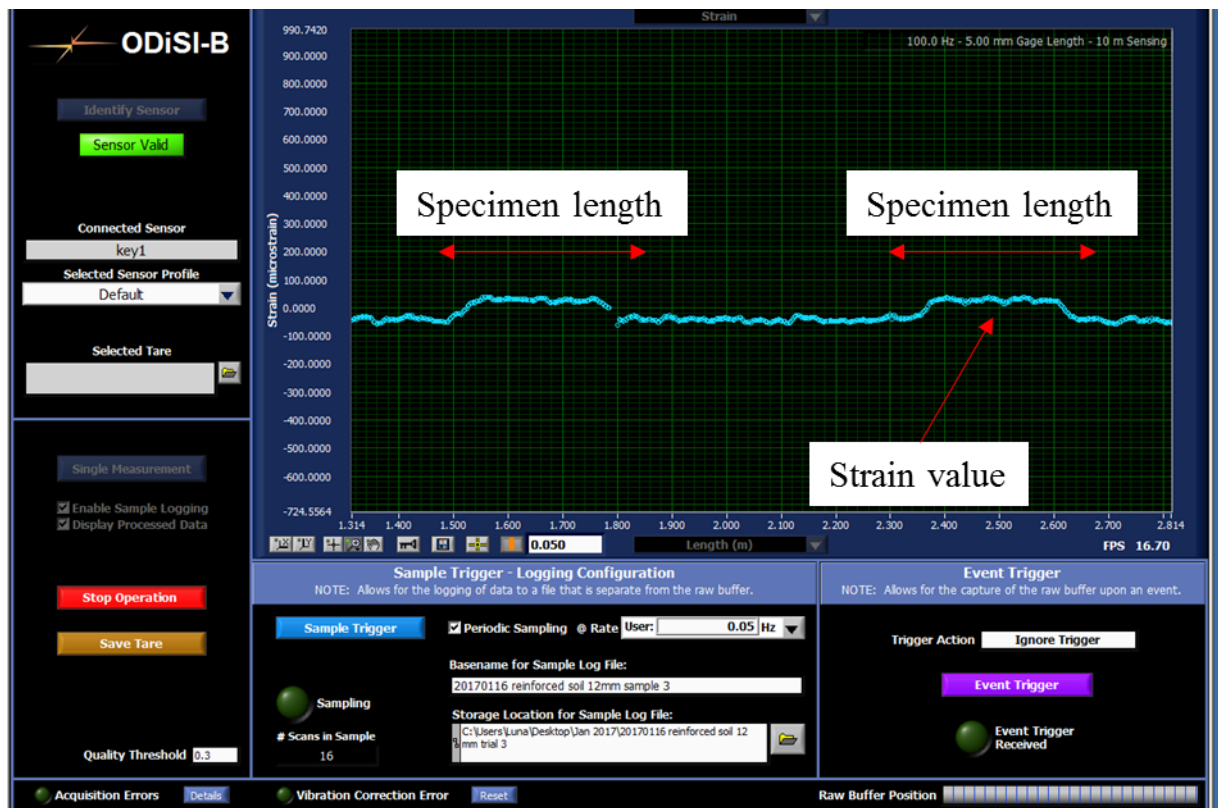 ODiSI-B
Identify Sensor
Sensor Valid
Connected Sensor
key1
Selected Sensor Profile
Default
Selected Tare
Single Measurement
Enable Sample Logging
Display Processed Data
Stop Operation
Save Tare
Quality Threshold 0.3
Strain
990.7420
900.0000
800.0000
700.0000
600.0000
500.0000
400.0000
300.0000
200.0000
100.0000
0.0000
-100.0000
-200.0000
-300.0000
-400.0000
-500.0000
-600.0000
-724.5564
Strain (microstrain)
100.0 Hz - 5.00 mm Gage Length - 10 m Sensing
Specimen length
Specimen length
Strain value
1.314 1.400 1.500 1.600 1.700 1.800 1.900 2.000 2.100 2.200 2.300 2.400 2.500 2.600 2.700 2.814
0.050
Length (m)
FPS 16.70
Sample Trigger - Logging Configuration
NOTE: Allows for the logging of data to a file that is separate from the raw buffer.
Sample Trigger
Periodic Sampling @ Rate User: 0.05 Hz
Basename for Sample Log File:
20170116 reinforced soil 12mm sample 3
Sampling
Storage Location for Sample Log File:
C:\Users\Luna\Desktop\Jan 2017\20170116 reinforced soil 12
mm trial 3
# Scans in Sample
16
Event Trigger
NOTE: Allows for the capture of the raw buffer upon an event.
Trigger Action Ignore Trigger
Event Trigger
Event Trigger
Received
Acquisition Errors Details Vibration Correction Error Reset Raw Buffer Position